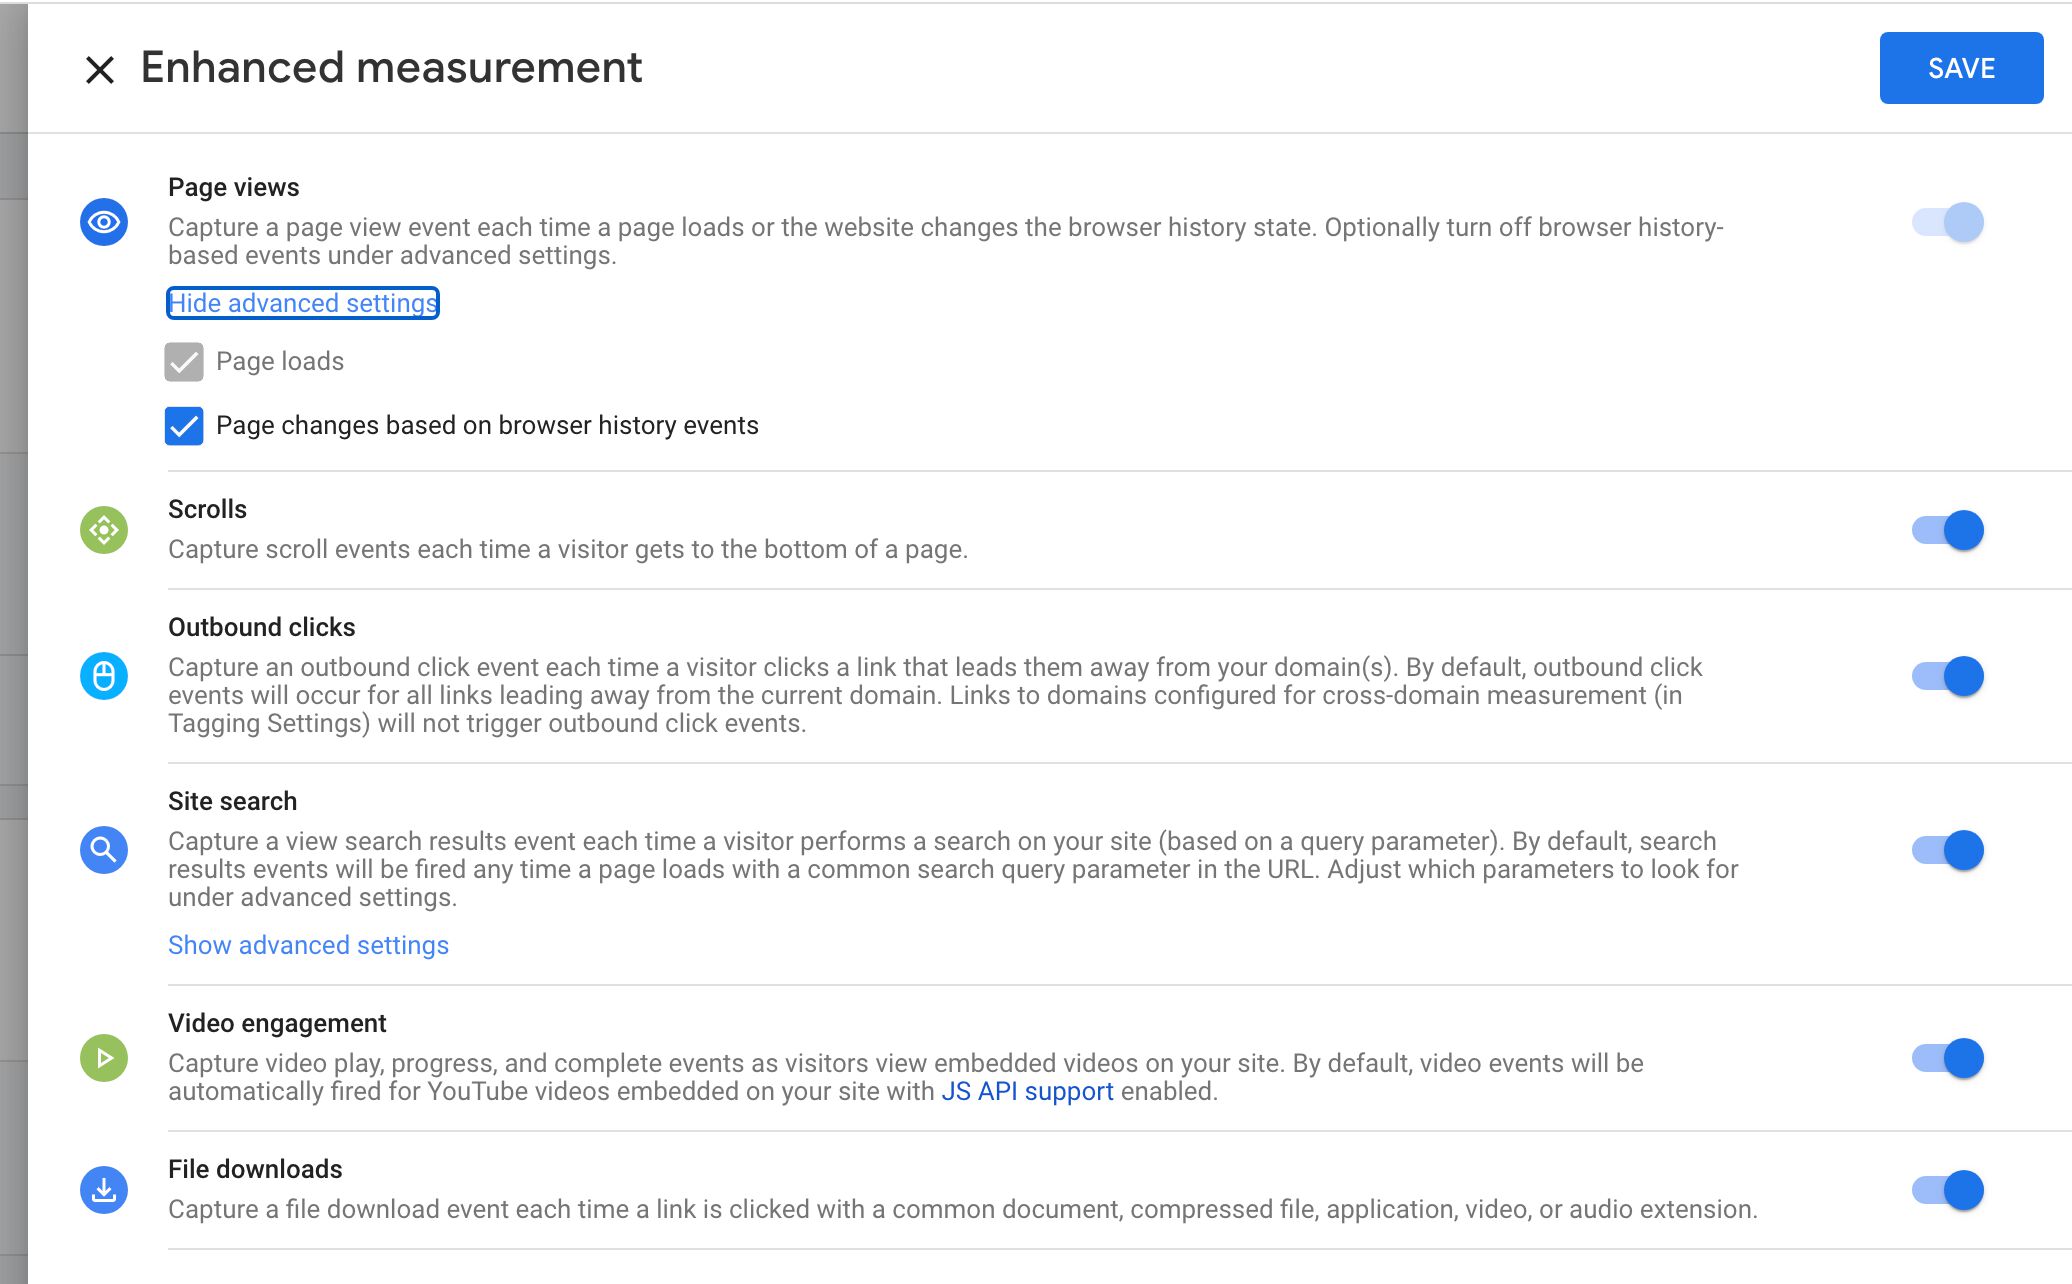 Enhanced measurement
SAVE
Page views
Capture a page view event each time a page loads or the website changes the browser history state. Optionally turn off browser history-
based events under advanced settings.
Hide advanced settings
Page loads
Page changes based on browser history events
Scrolls
Capture scroll events each time a visitor gets to the bottom of a page.
Outbound clicks
Capture an outbound click event each time a visitor clicks a link that leads them away from your domain(s). By default, outbound click
events will occur for all links leading away from the current domain. Links to domains configured for cross-domain measurement (in
Tagging Settings) will not trigger outbound click events.
Site search
Capture a view search results event each time a visitor performs a search on your site (based on a query parameter). By default, search
results events will be fired any time a page loads with a common search query parameter in the URL. Adjust which parameters to look for
under advanced settings.
Show advanced settings
Video engagement
Capture video play, progress, and complete events as visitors view embedded videos on your site. By default, video events will be
automatically fired for YouTube videos embedded on your site with JS API support enabled.
File downloads
Capture a file download event each time a link is clicked with a common document, compressed file, application, video, or audio extension.